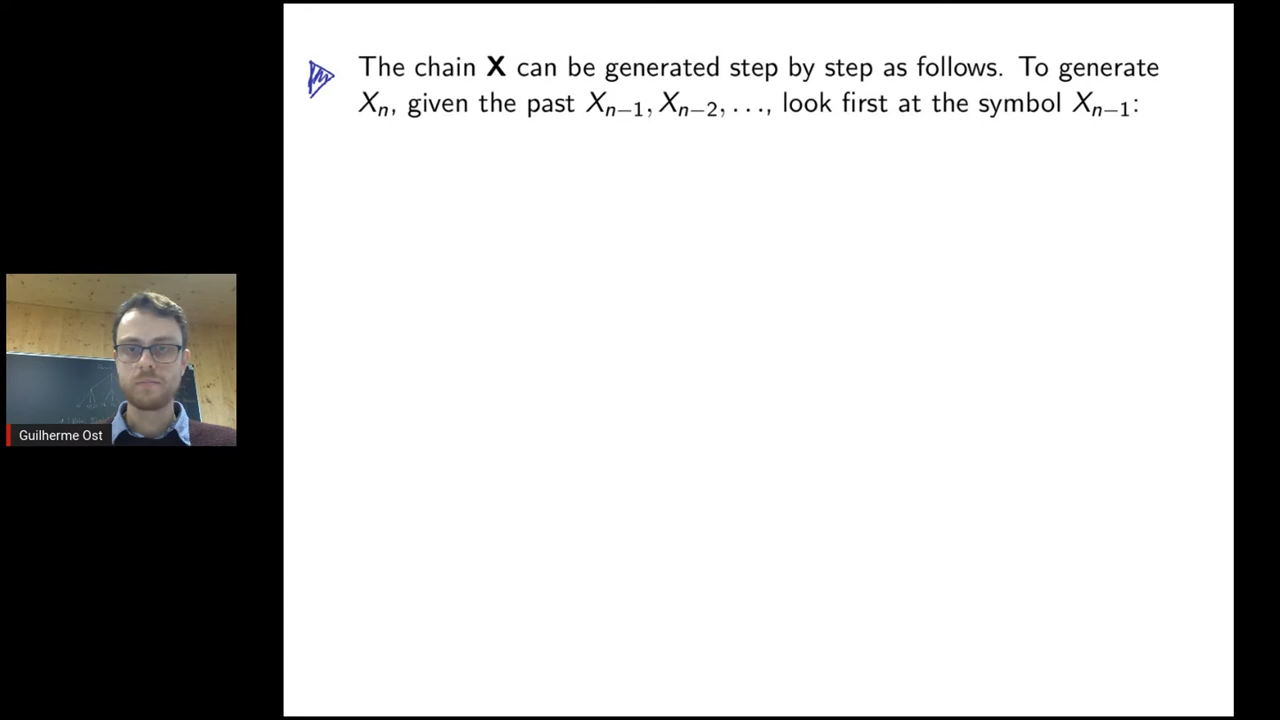 The chain X can be generated step by step as follows. To generate
Xₙ, given the past Xₙ₋₁, Xₙ₋₂, . . ., look first at the symbol Xₙ₋₁:
Guilherme Ost